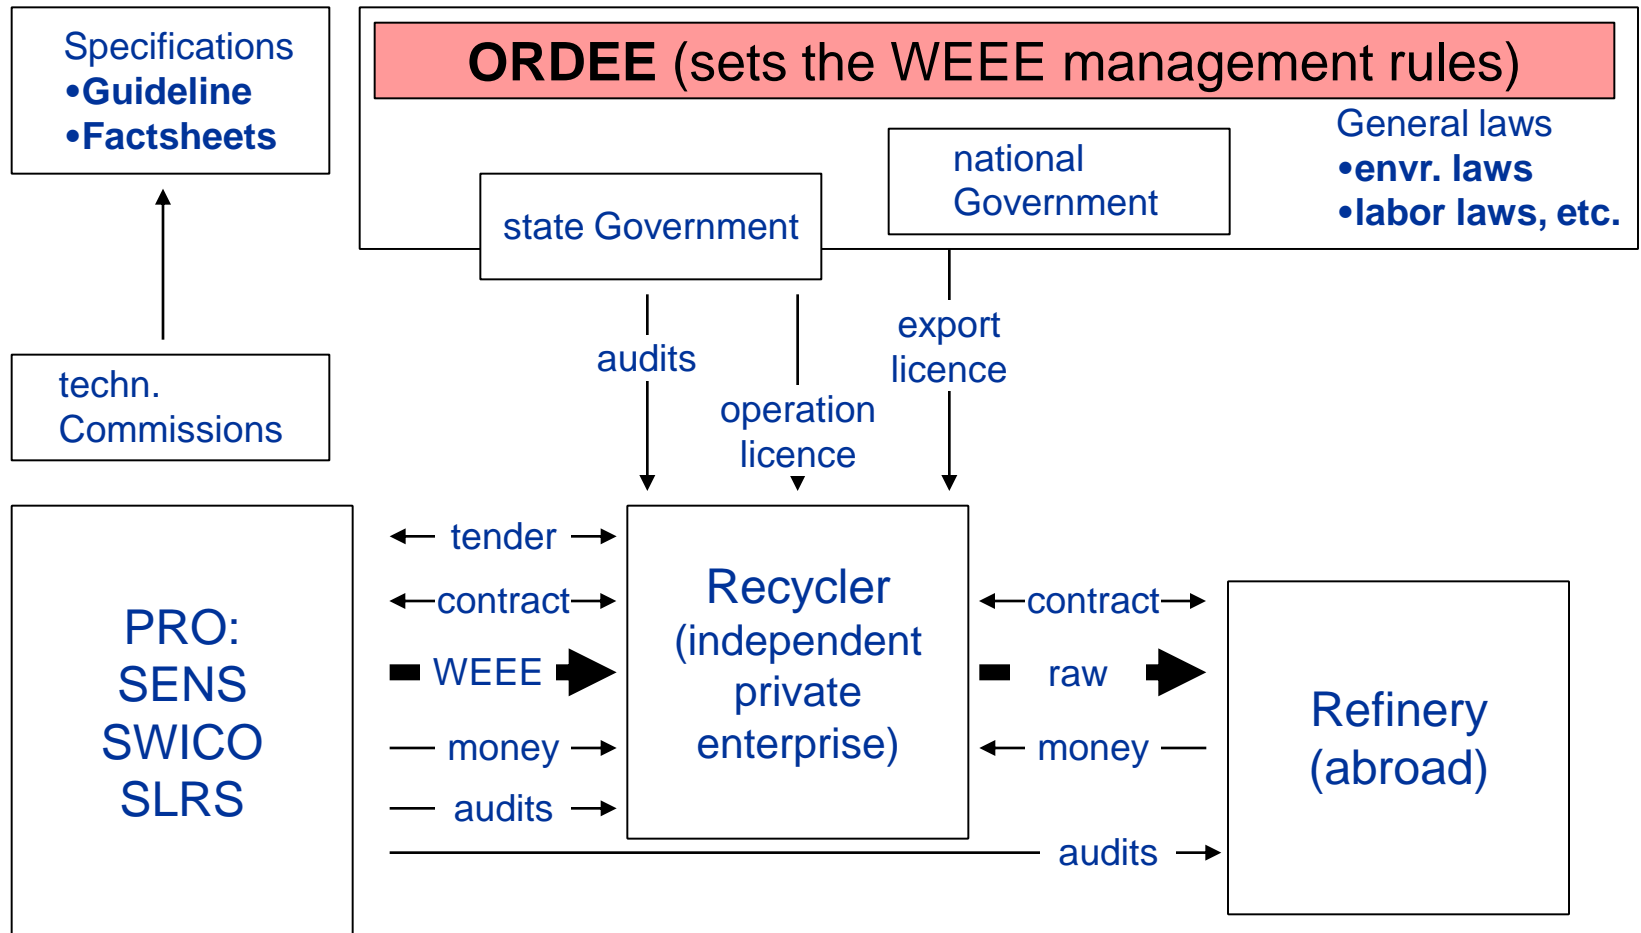 Specifications
•Guideline
•Factsheets
ORDEE (sets the WEEE management rules)
General laws
•envr. laws
•labor laws, etc.
national
Government
state Government
techn.
Commissions
audits
operation
licence
export
licence
PRO:
SENS
SWICO
SLRS
tender
contract
WEEE
money
audits
Recycler
(independent
private
enterprise)
contract
raw
money
audits
Refinery
(abroad)